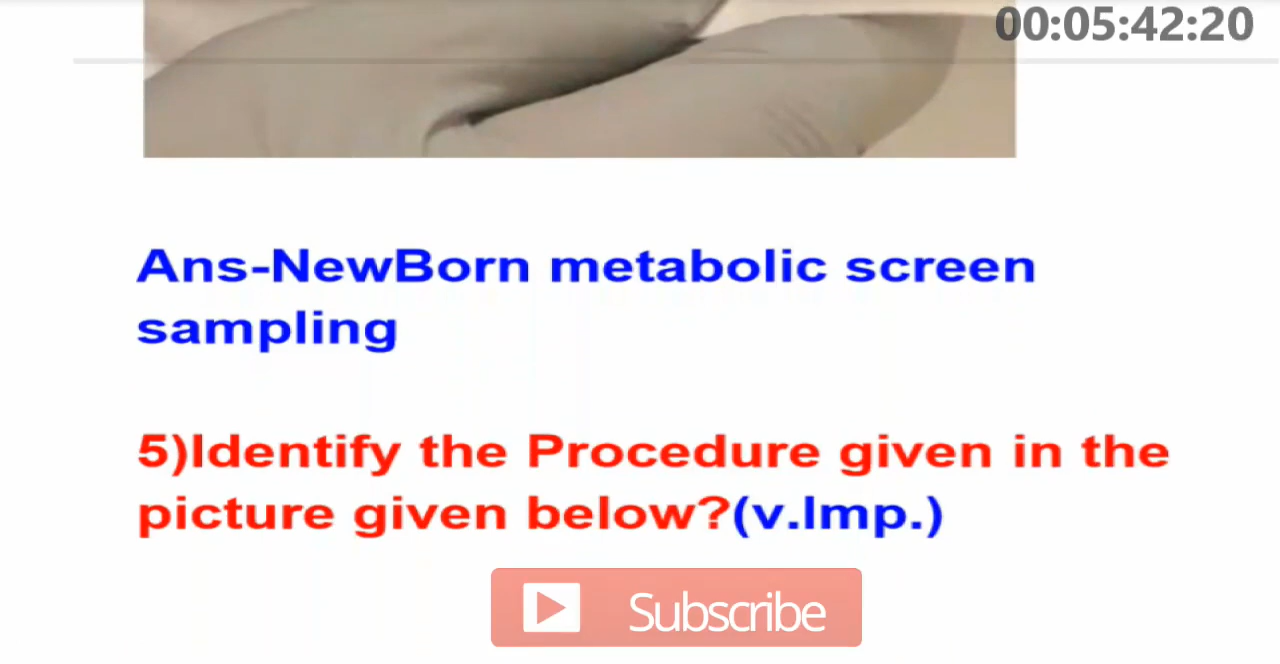 00:05:42:20
Ans-NewBorn metabolic screen
sampling
5)Identify the Procedure given in the
picture given below?(v.Imp.)
Subscribe